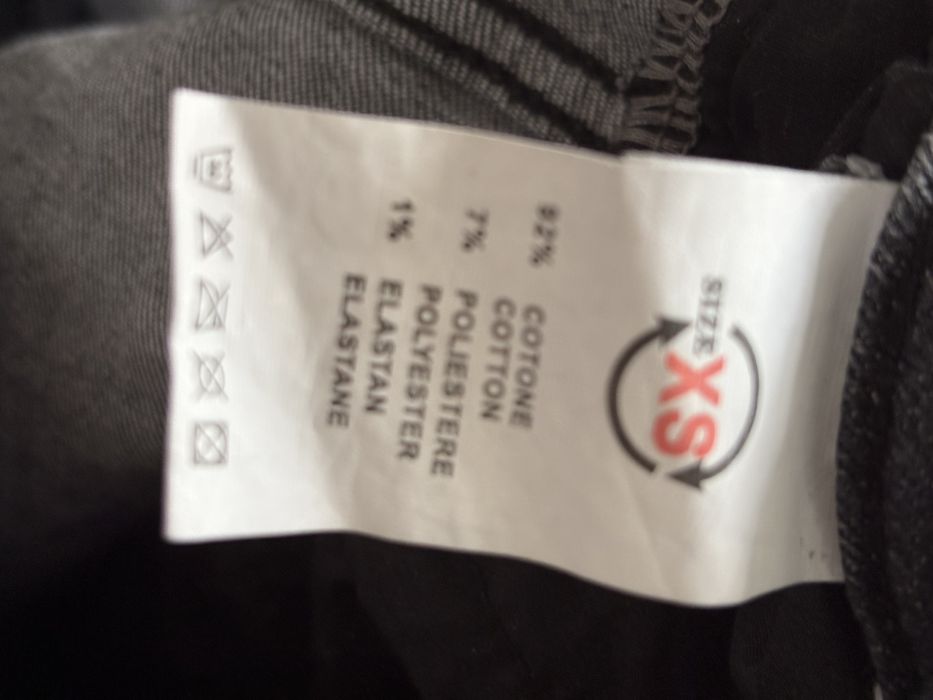 SIZE
XS
92% COTONE
COTTON
7% POLIESTERE
POLYESTER
1% ELASTAN
ELASTANE